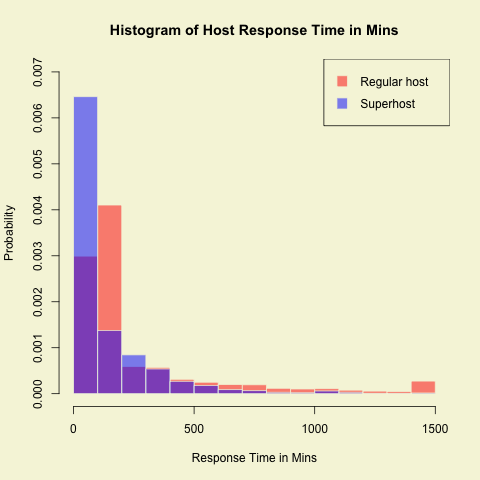 Histogram of Host Response Time in Mins
Regular host
Superhost
Probability
0.007
0.006
0.005
0.004
0.003
0.002
0.001
0.000
0 500 1000 1500
Response Time in Mins